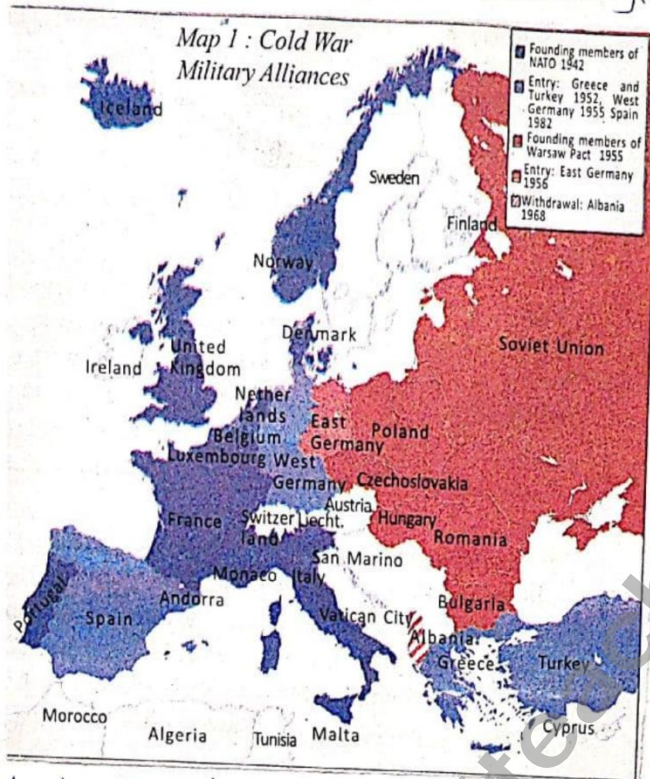 Map 1 : Cold War
Military Alliances
Founding members of
NATO 1942
Entry: Greece and
Turkey 1952, West
Germany 1955 Spain
1982
Founding members of
Warsaw Pact 1955
Entry: East Germany
1956
Withdrawal: Albania
1968
Iceland
Sweden
Finland
Norway
Denmark
Soviet Union
United
Kingdom
Ireland
Nether
lands
Belgium
Luxembourg
East
Germany
Poland
West
Germany
Czechoslovakia
Austria
France
Switzer
land
Liecht.
Hungary
Romania
San Marino
Monaco
Italy
Andorra
Portugal
Spain
Vatican City
Bulgaria
Albania
Greece
Turkey
Morocco
Algeria
Tunisia
Malta
Cyprus
teach